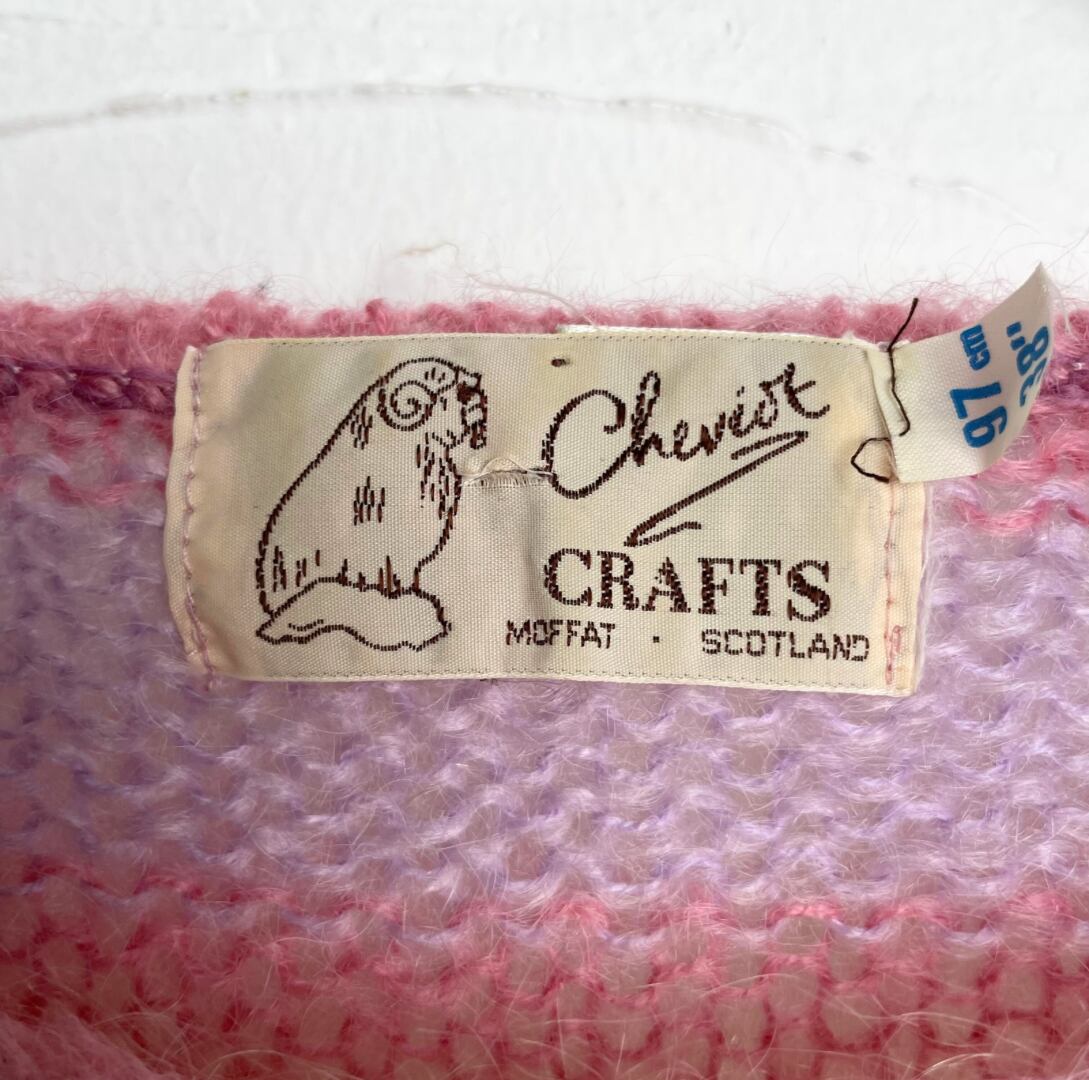 Cheviot
CRAFTS
MOFFAT · SCOTLAND
38"
97 cm